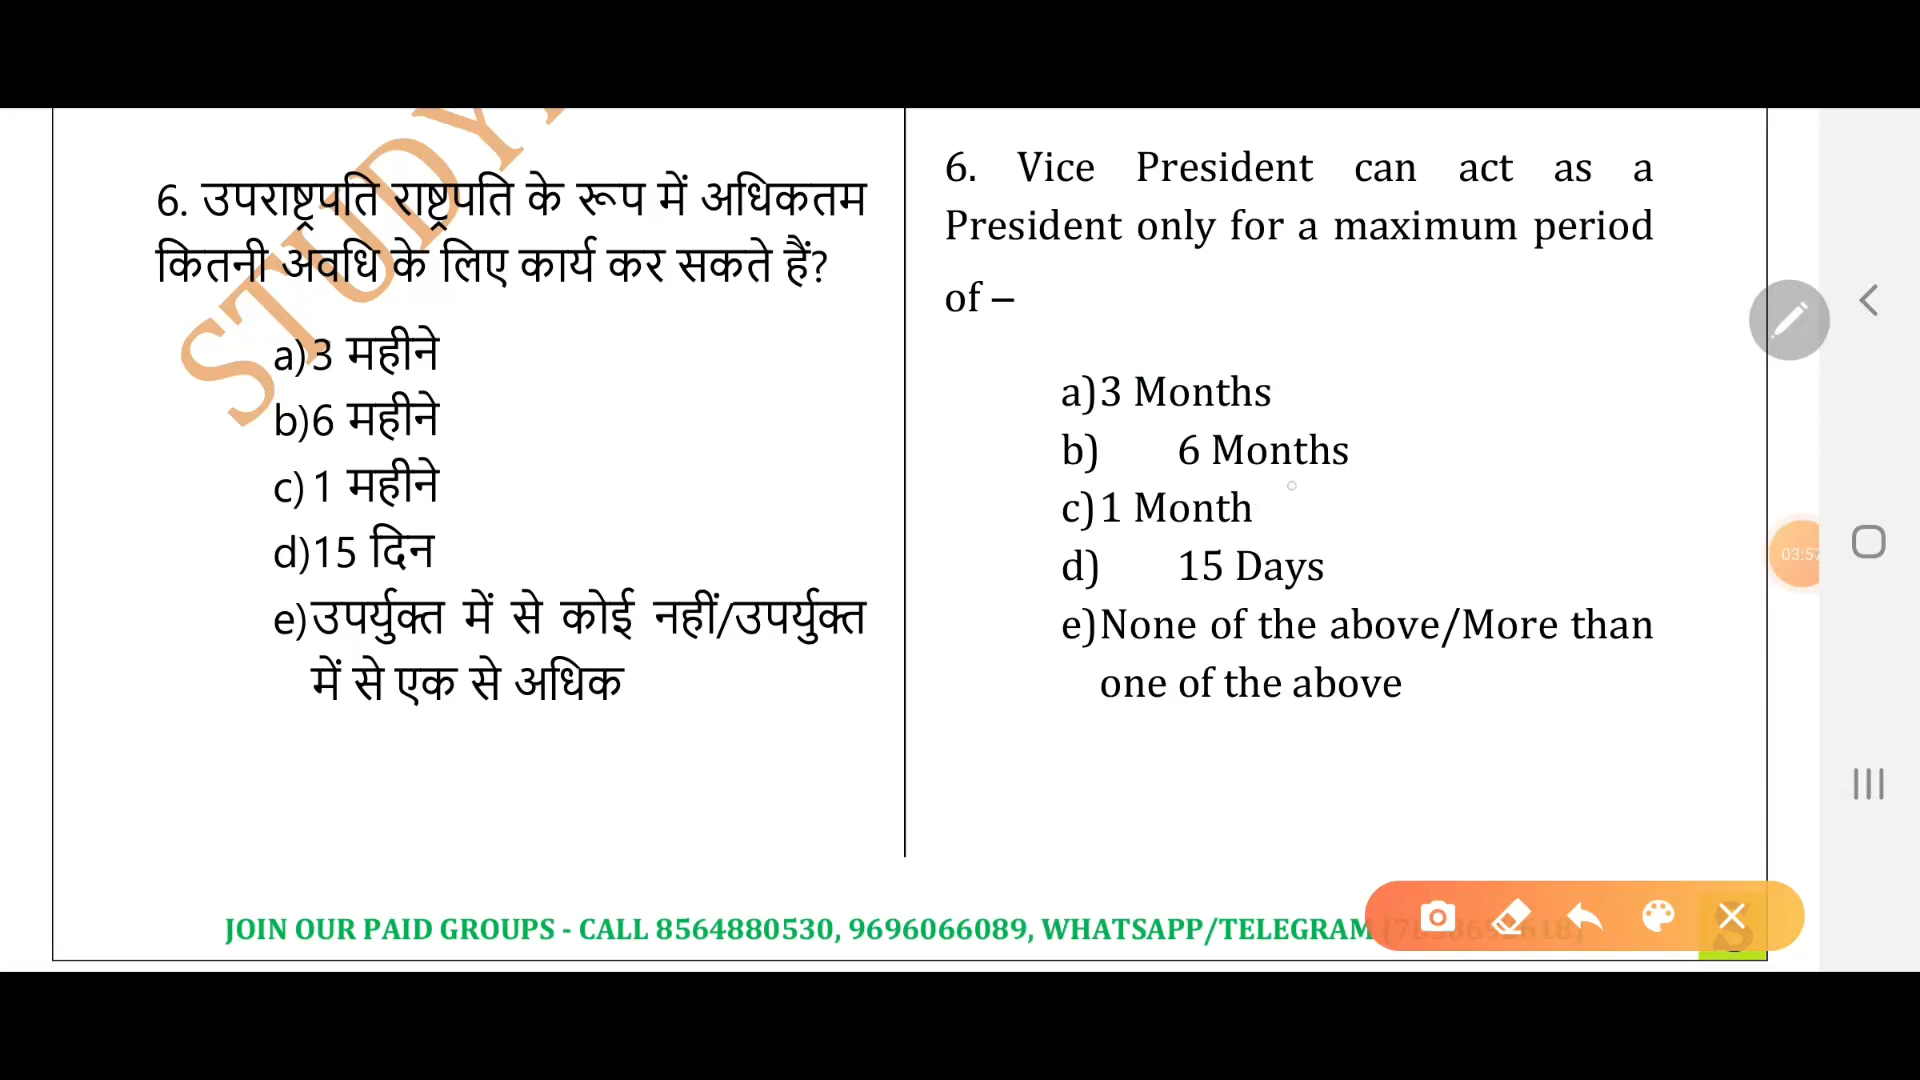 STUDY
6. उपराष्ट्रपति राष्ट्रपति के रूप में अधिकतम
कितनी अवधि के लिए कार्य कर सकते हैं?
a)3 महीने
b)6 महीने
c)1 महीने
d)15 दिन
e)उपर्युक्त में से कोई नहीं/उपर्युक्त
में से एक से अधिक
6. Vice President can act as a
President only for a maximum period
of –
a)3 Months
b) 6 Months
c)1 Month
d) 15 Days
e)None of the above/More than
one of the above
03:57
JOIN OUR PAID GROUPS - CALL 8564880530, 9696066089, WHATSAPP/TELEGRAM